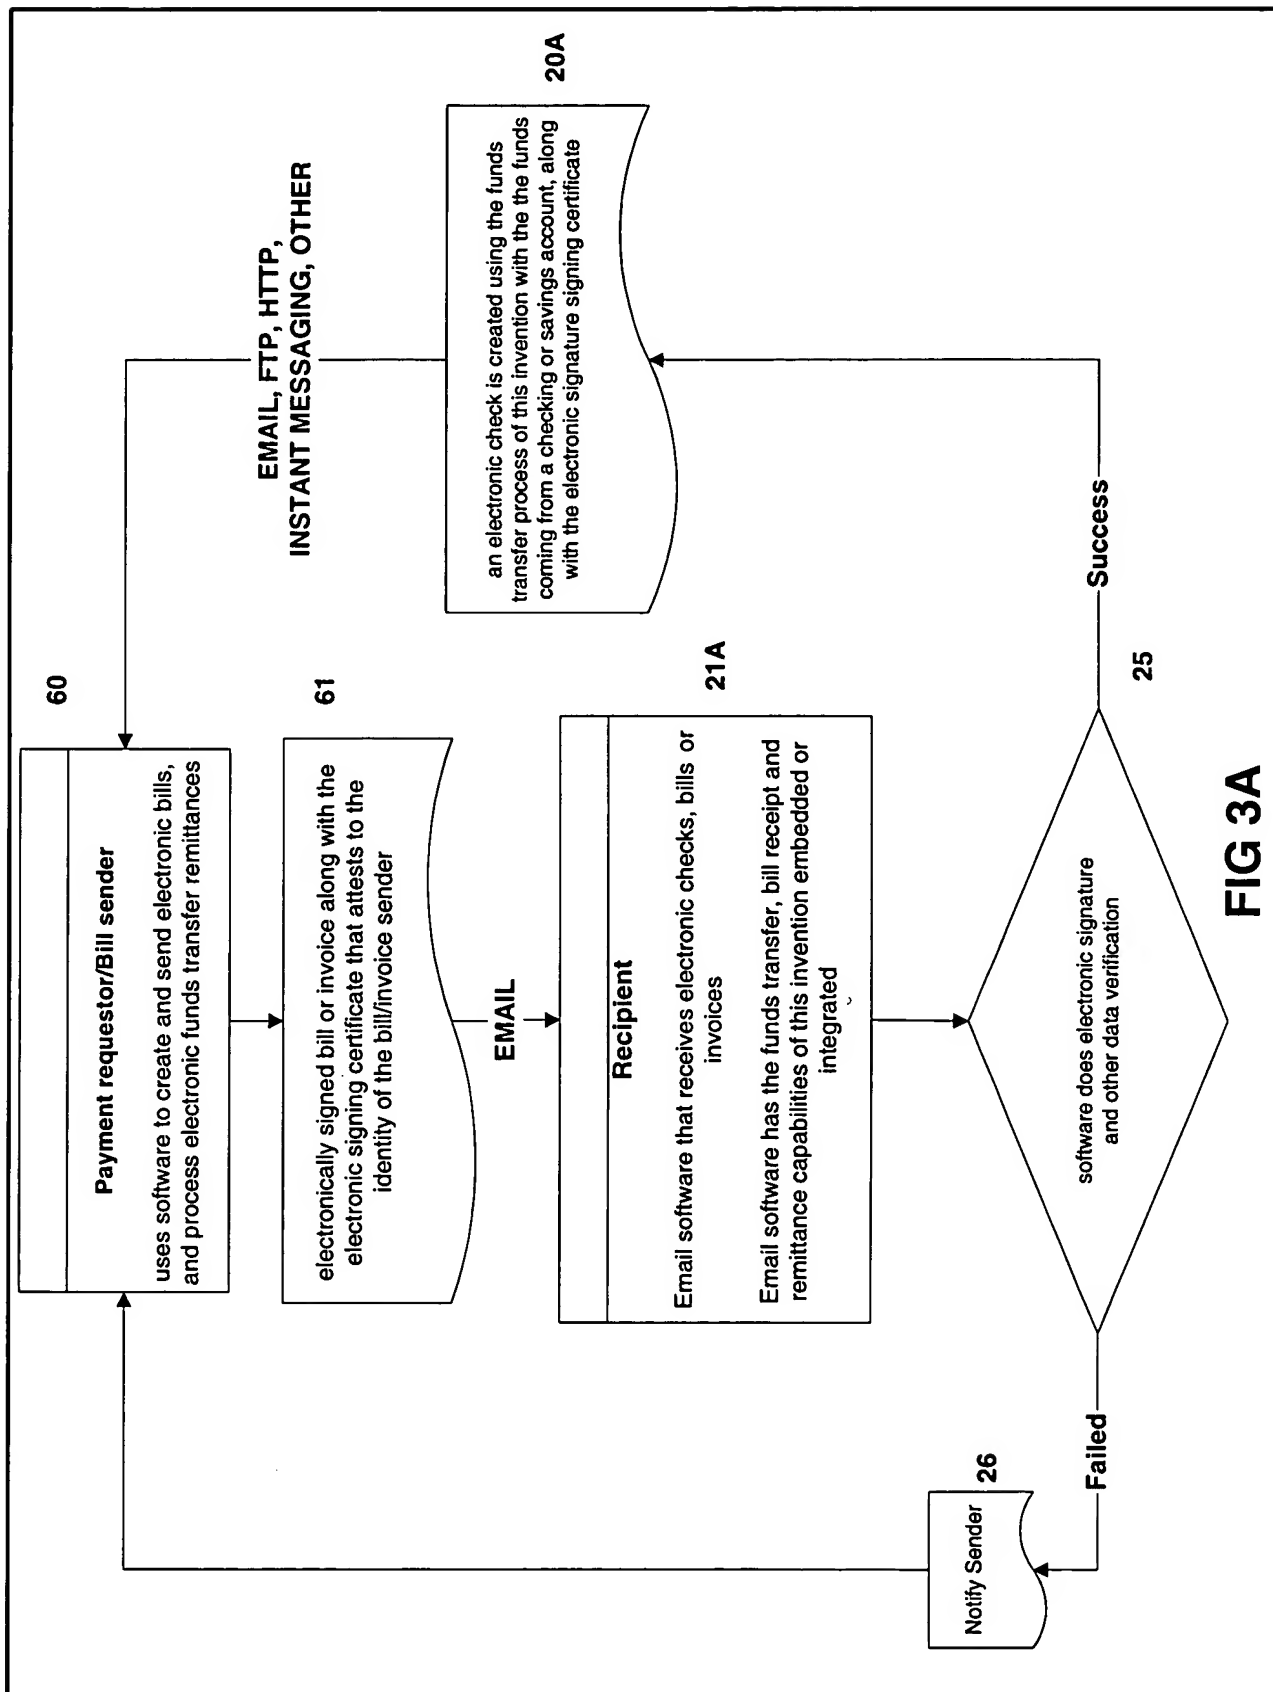 60
Payment requestor/Bill sender
uses software to create and send electronic bills,
and process electronic funds transfer remittances
61
electronically signed bill or invoice along with the
electronic signing certificate that attests to the
identity of the bill/invoice sender
EMAIL
21A
Recipient
Email software that receives electronic checks, bills or
invoices
Email software has the funds transfer, bill receipt and
remittance capabilities of this invention embedded or
integrated
25
software does electronic signature
and other data verification
Failed
26
Notify Sender
Success
20A
an electronic check is created using the funds
transfer process of this invention with the the funds
coming from a checking or savings account, along
with the electronic signature signing certificate
EMAIL, FTP, HTTP,
INSTANT MESSAGING, OTHER
FIG 3A